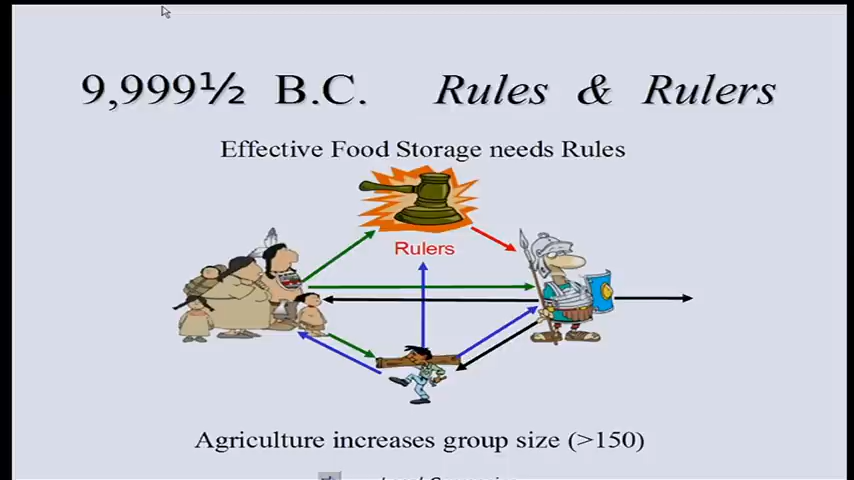 9,999½ B.C. Rules & Rulers
Effective Food Storage needs Rules
Rulers
Agriculture increases group size (>150)